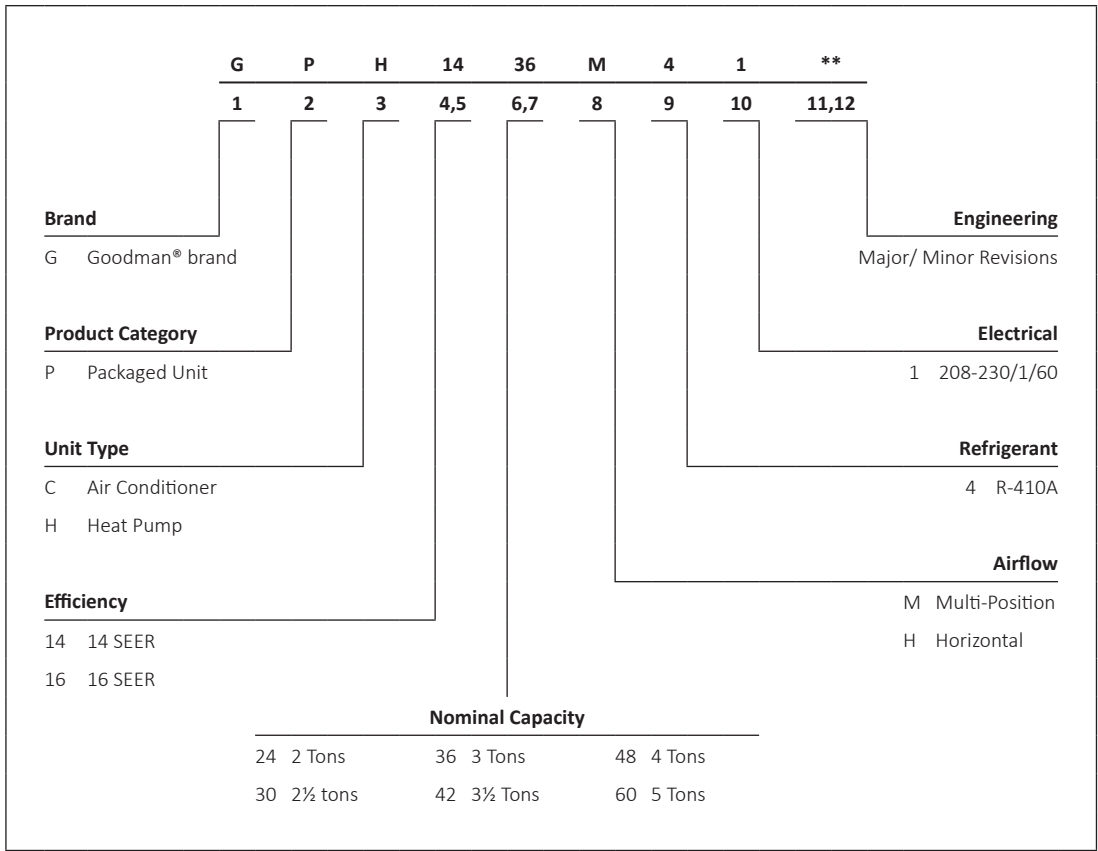 G P H 14 36 M 4 1 **
1 2 3 4,5 6,7 8 9 10 11,12
Brand
G Goodman® brand
Product Category
P Packaged Unit
Unit Type
C Air Conditioner
H Heat Pump
Efficiency
14 14 SEER
16 16 SEER
Engineering
Major/ Minor Revisions
Electrical
1 208-230/1/60
Refrigerant
4 R-410A
Airflow
M Multi-Position
H Horizontal
Nominal Capacity
24 2 Tons 36 3 Tons 48 4 Tons
30 2½ tons 42 3½ Tons 60 5 Tons